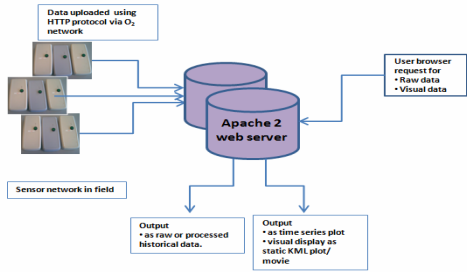 Data uploaded using
HTTP protocol via O₂
network
User browser
request for
• Raw data
• Visual data
Apache 2
web server
Sensor network in field
Output
• as raw or processed
historical data.
Output
• as time series plot
• visual display as
static KML plot/
movie